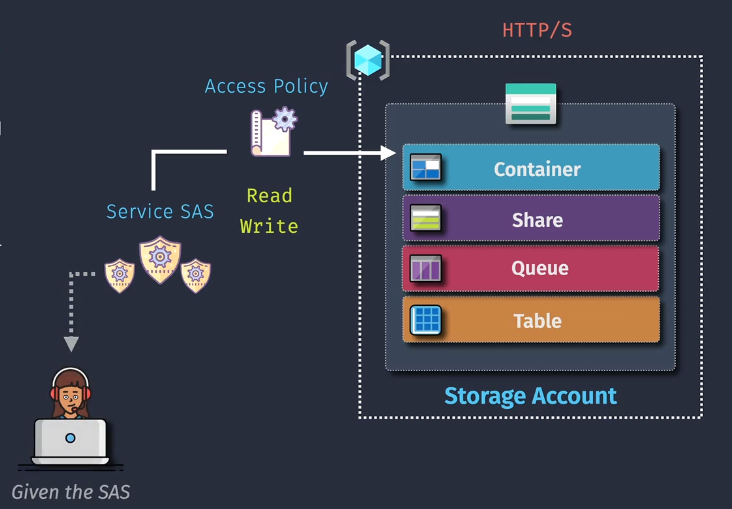 HTTP/S
Access Policy
Container
Service SAS
Read
Write
Share
Queue
Table
Storage Account
Given the SAS